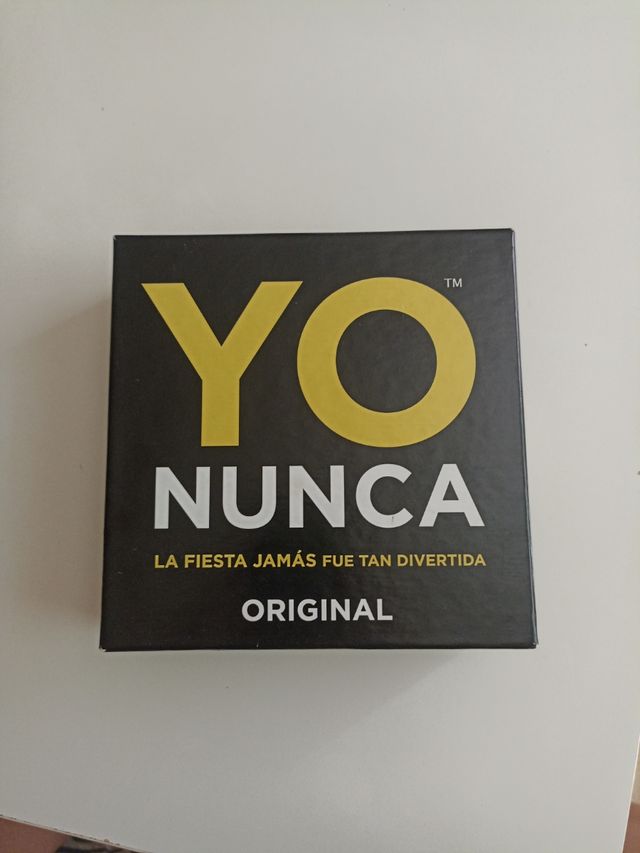 YO™
NUNCA
LA FIESTA JAMÁS FUE TAN DIVERTIDA
ORIGINAL